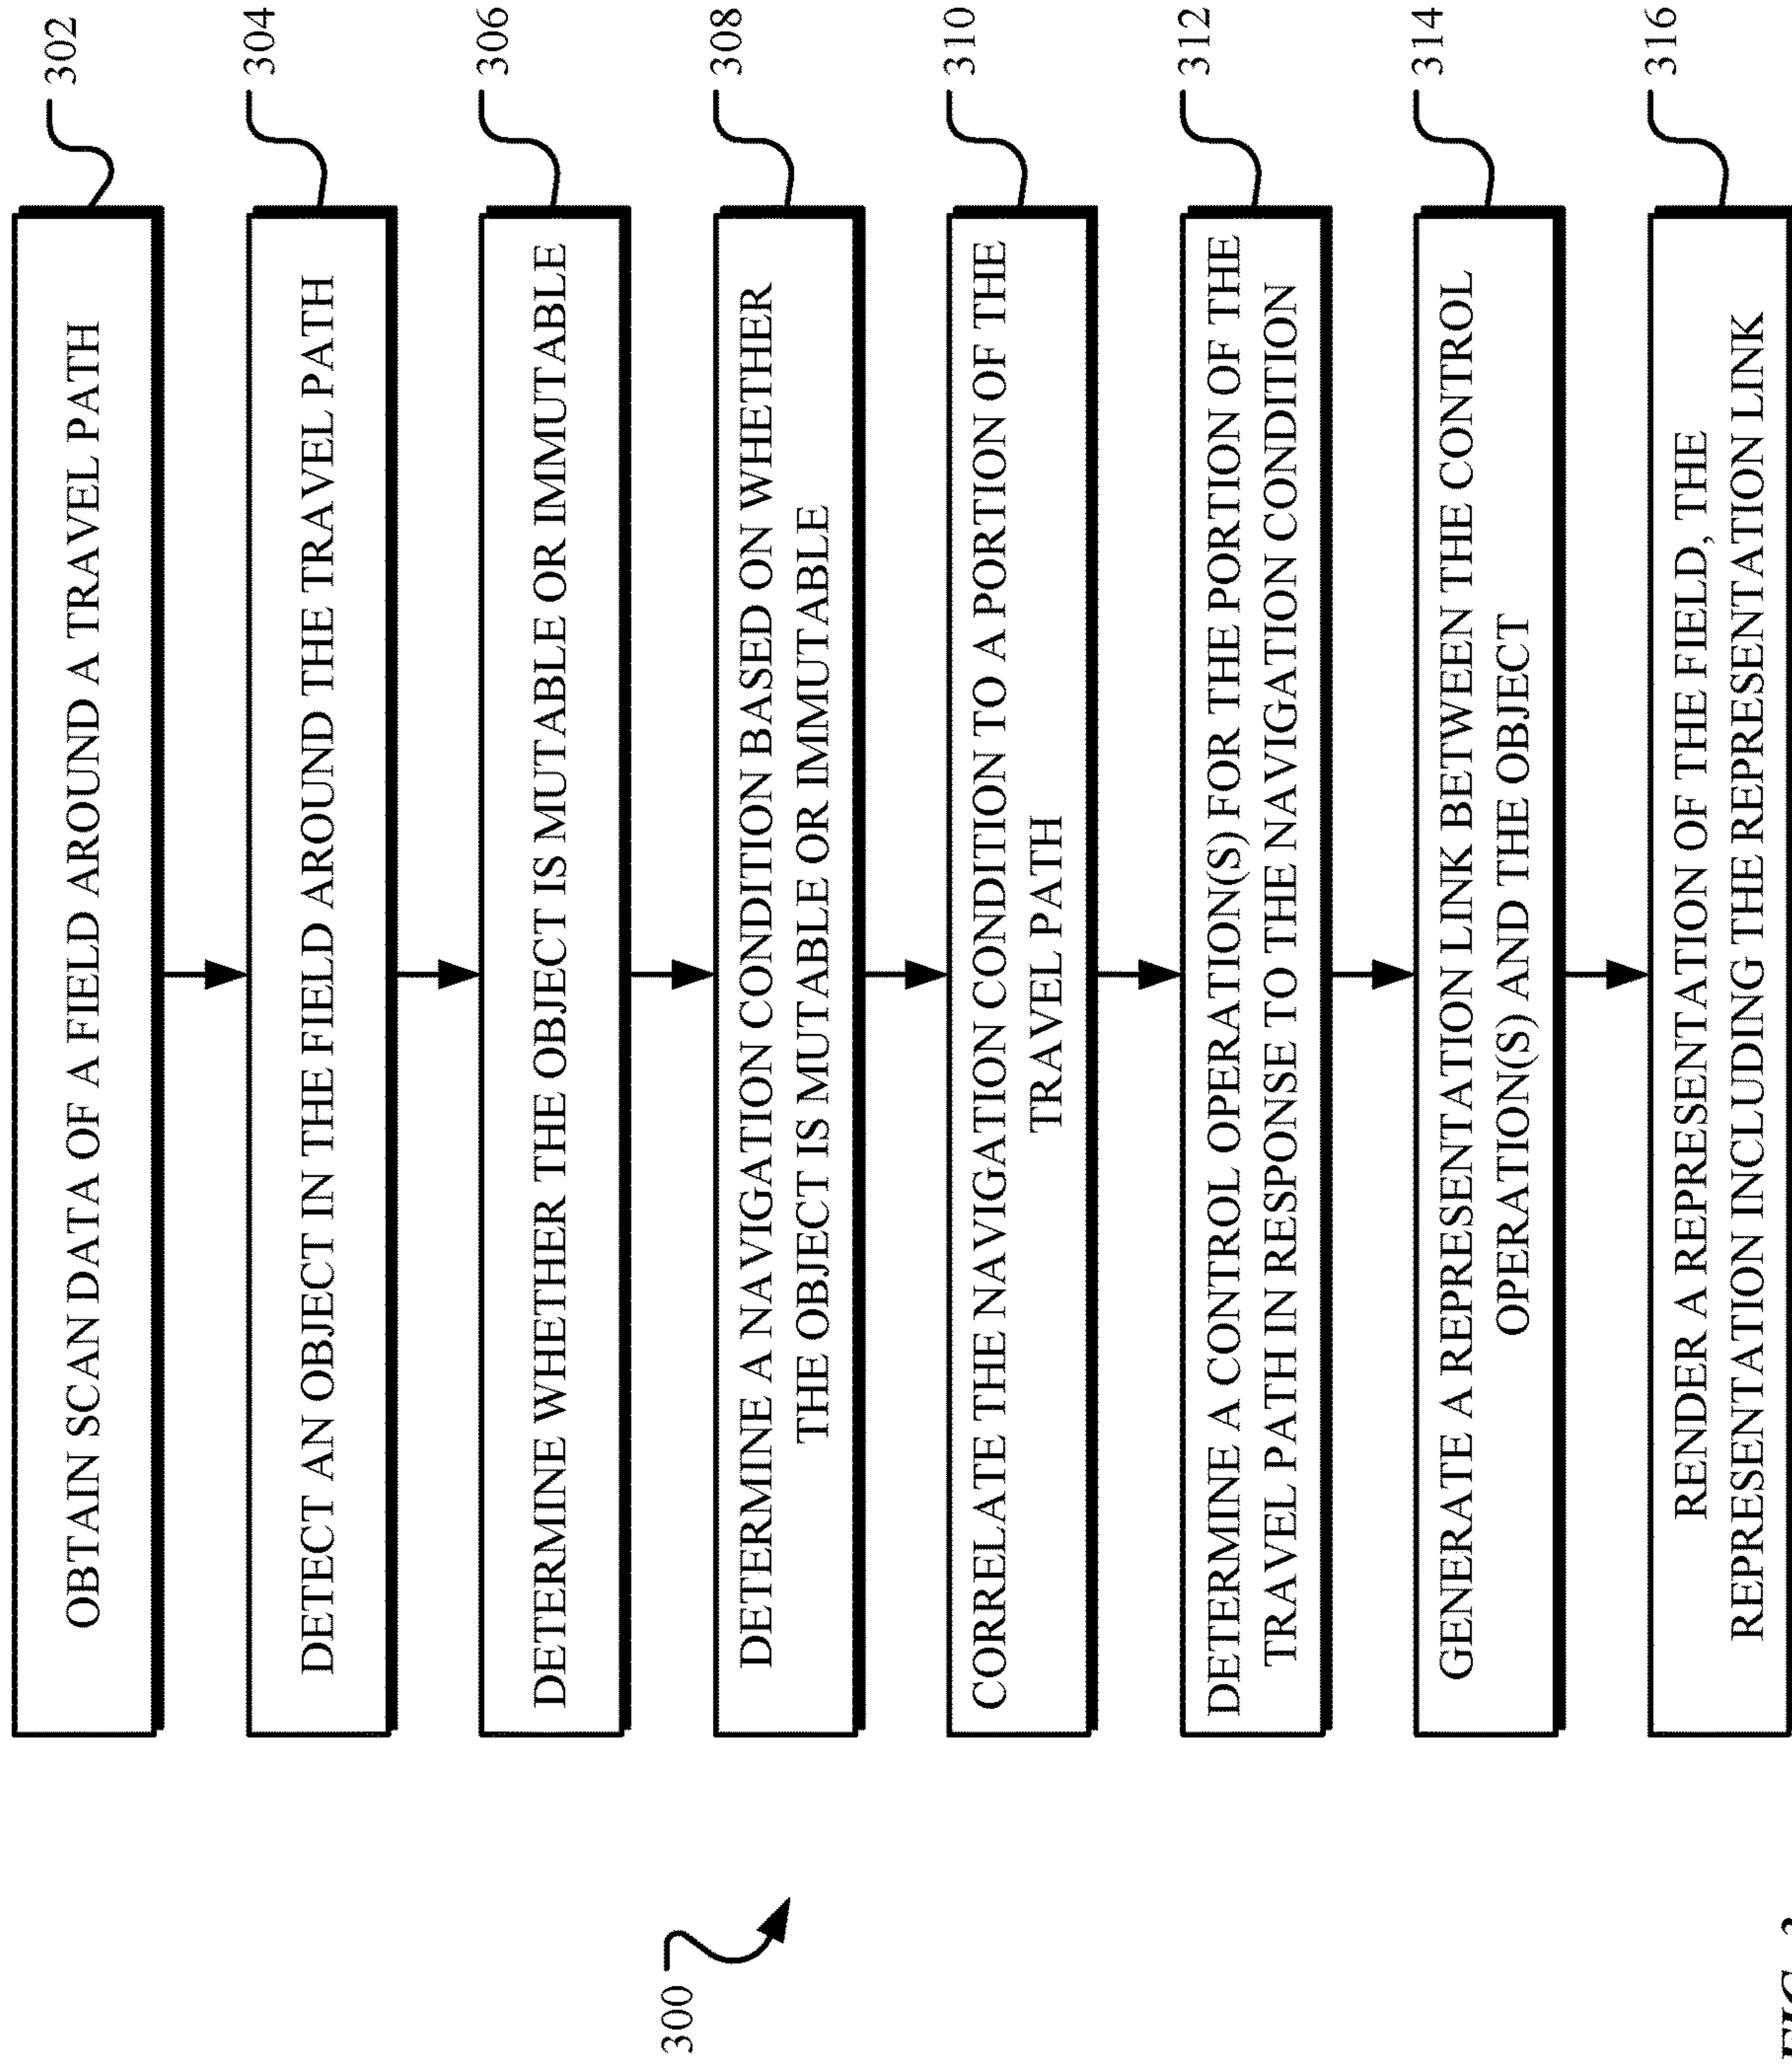 302
OBTAIN SCAN DATA OF A FIELD AROUND A TRAVEL PATH
304
DETECT AN OBJECT IN THE FIELD AROUND THE TRAVEL PATH
306
DETERMINE WHETHER THE OBJECT IS MUTABLE OR IMMUTABLE
308
DETERMINE A NAVIGATION CONDITION BASED ON WHETHER
THE OBJECT IS MUTABLE OR IMMUTABLE
310
CORRELATE THE NAVIGATION CONDITION TO A PORTION OF THE
TRAVEL PATH
312
DETERMINE A CONTROL OPERATION(S) FOR THE PORTION OF THE
TRAVEL PATH IN RESPONSE TO THE NAVIGATION CONDITION
314
GENERATE A REPRESENTATION LINK BETWEEN THE CONTROL
OPERATION(S) AND THE OBJECT
316
RENDER A REPRESENTATION OF THE FIELD, THE
REPRESENTATION INCLUDING THE REPRESENTATION LINK
300
FIG.